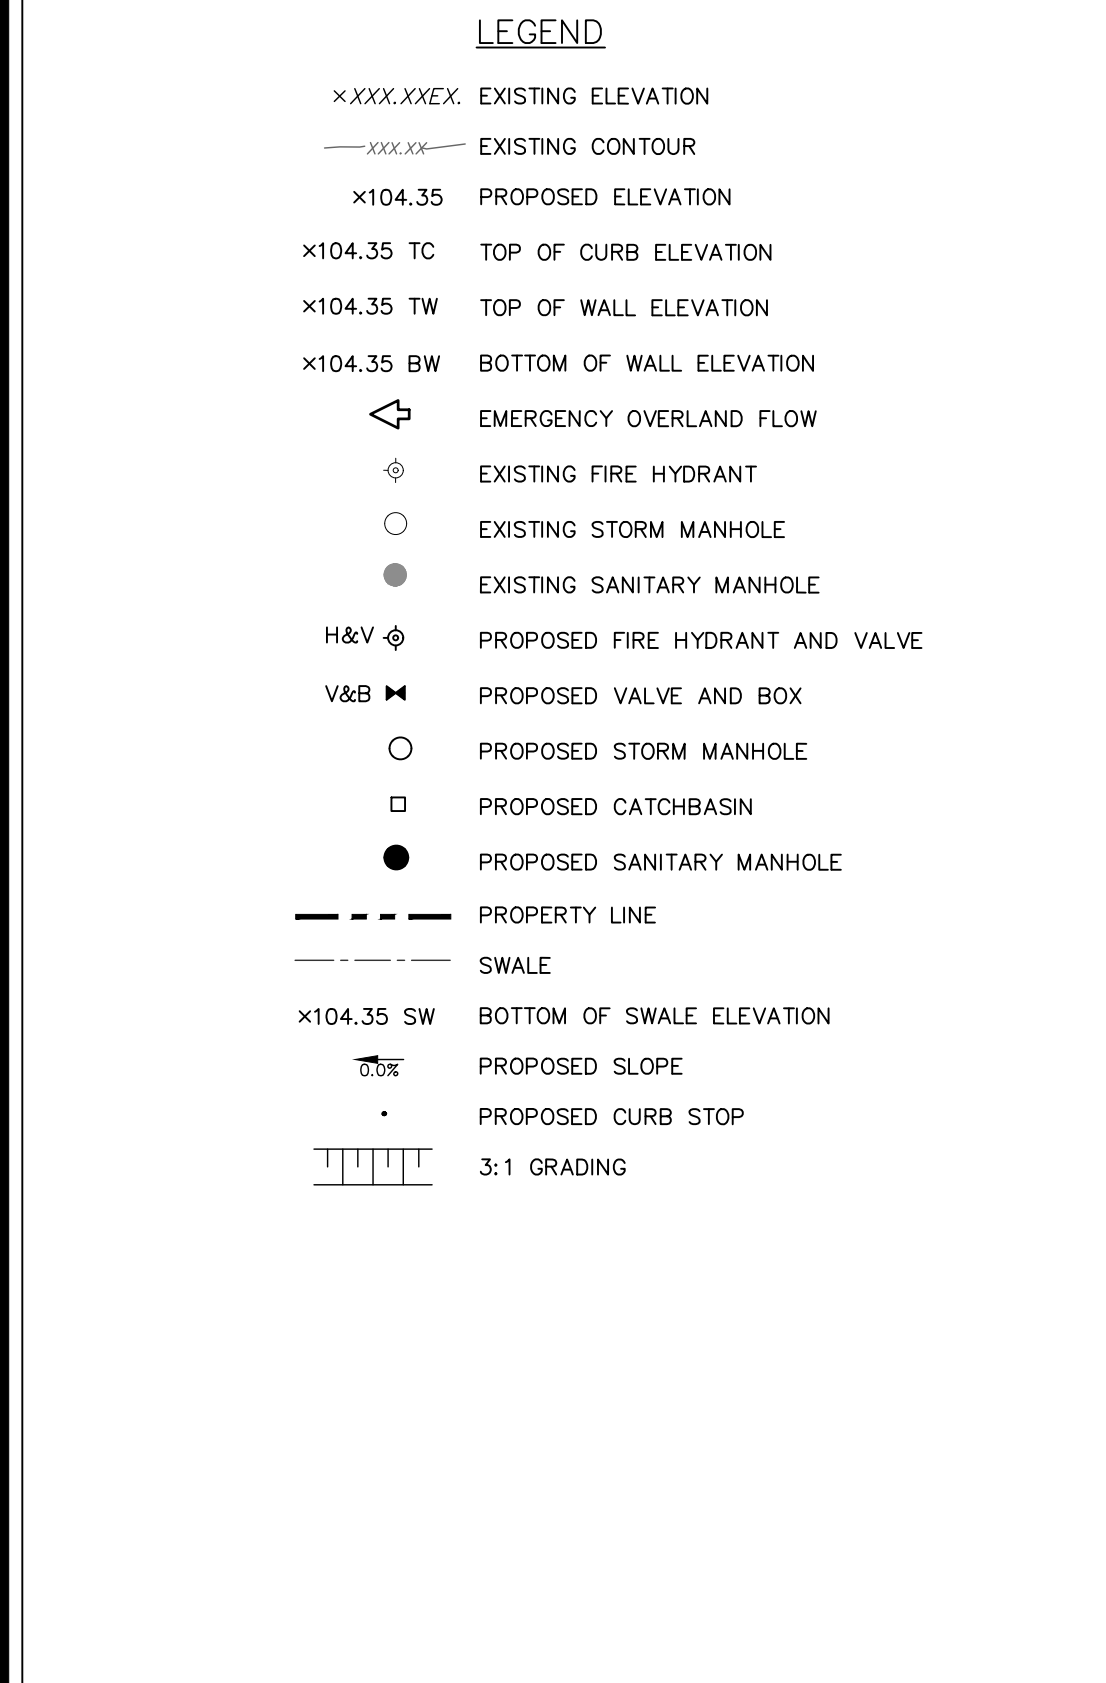 LEGEND
×XXX.XXEX. EXISTING ELEVATION
XXX.XX EXISTING CONTOUR
×104.35 PROPOSED ELEVATION
×104.35 TC TOP OF CURB ELEVATION
×104.35 TW TOP OF WALL ELEVATION
×104.35 BW BOTTOM OF WALL ELEVATION
EMERGENCY OVERLAND FLOW
EXISTING FIRE HYDRANT
EXISTING STORM MANHOLE
EXISTING SANITARY MANHOLE
H&V PROPOSED FIRE HYDRANT AND VALVE
V&B PROPOSED VALVE AND BOX
PROPOSED STORM MANHOLE
PROPOSED CATCHBASIN
PROPOSED SANITARY MANHOLE
PROPERTY LINE
SWALE
×104.35 SW BOTTOM OF SWALE ELEVATION
0.0% PROPOSED SLOPE
PROPOSED CURB STOP
3:1 GRADING